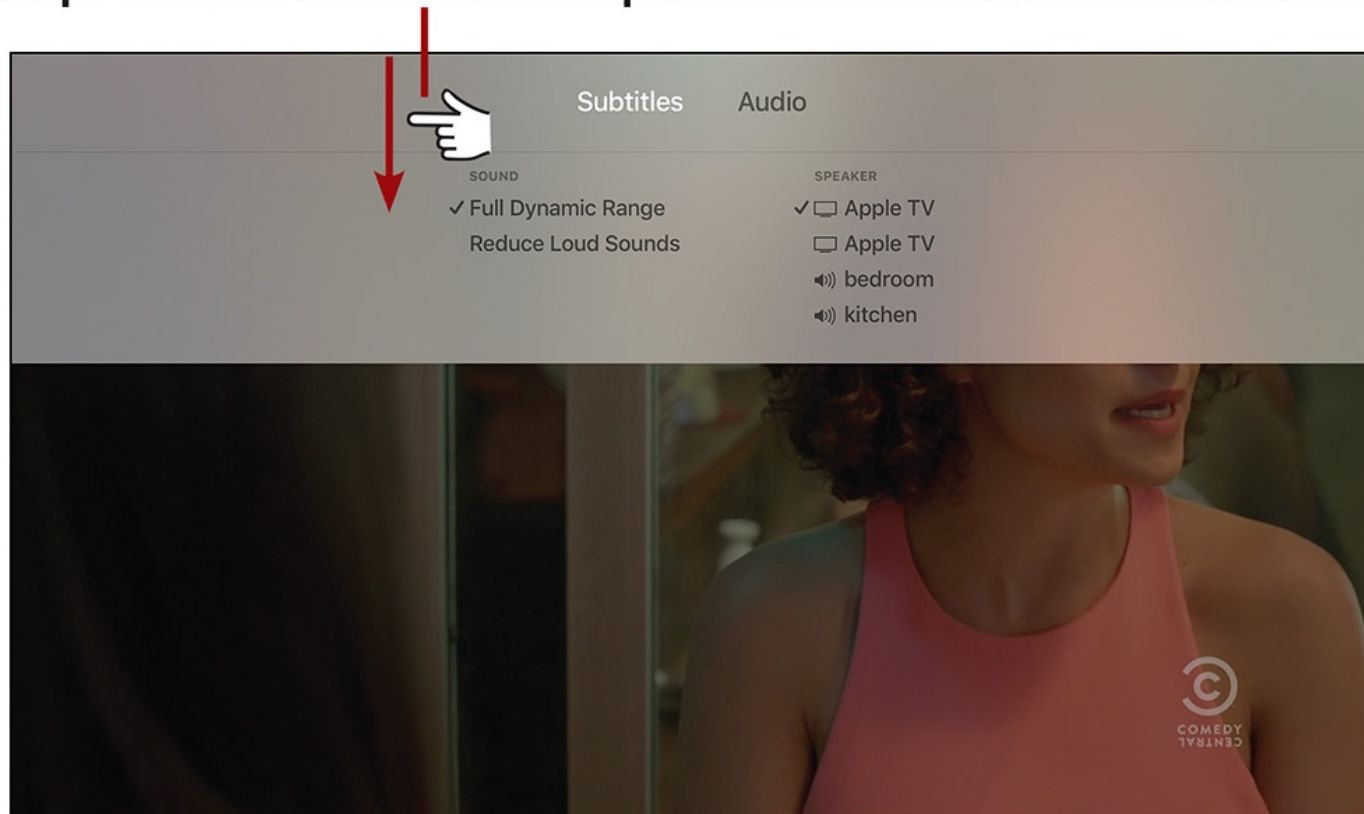 Subtitles Audio
SOUND
✓ Full Dynamic Range
Reduce Loud Sounds
SPEAKER
✓ Apple TV
Apple TV
bedroom
kitchen
COMEDY
CENTRAL